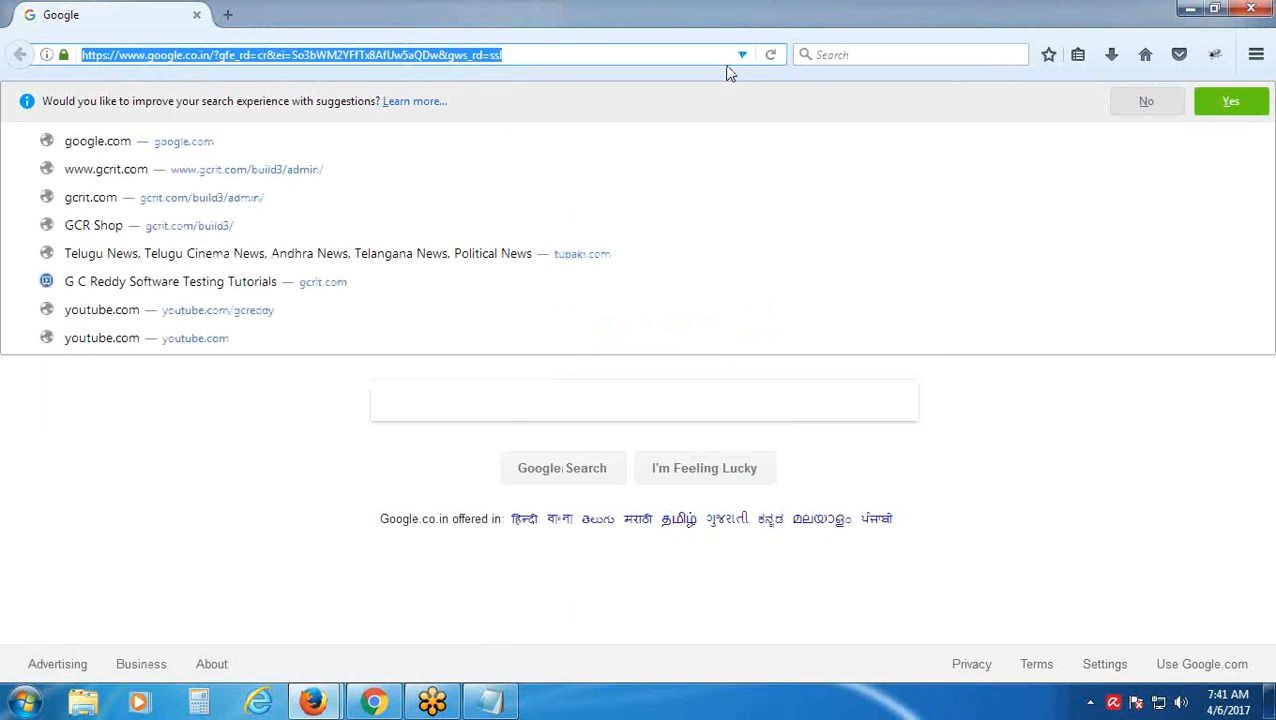 Google
https://www.google.co.in/?gfe_rd=cr&ei=So3bWM2YFfTx8AfUw5aQDw&gws_rd=ssl
Search
Would you like to improve your search experience with suggestions? Learn more...
No
Yes
google.com — google.com
www.gcrit.com — www.gcrit.com/build3/admin/
gcrit.com — gcrit.com/build3/admin/
GCR Shop — gcrit.com/build3/
Telugu News, Telugu Cinema News, Andhra News, Telangana News, Political News — tupaki.com
G C Reddy Software Testing Tutorials — gcrit.com
youtube.com — youtube.com/gcreddy
youtube.com — youtube.com
Google Search
I'm Feeling Lucky
Google.co.in offered in: हिन्दी বাংলা తెలుగు मराठी தமிழ் ગુજરાતી ಕನ್ನಡ മലയാളം ਪੰਜਾਬੀ
Advertising Business About Privacy Terms Settings Use Google.com
7:41 AM
4/6/2017